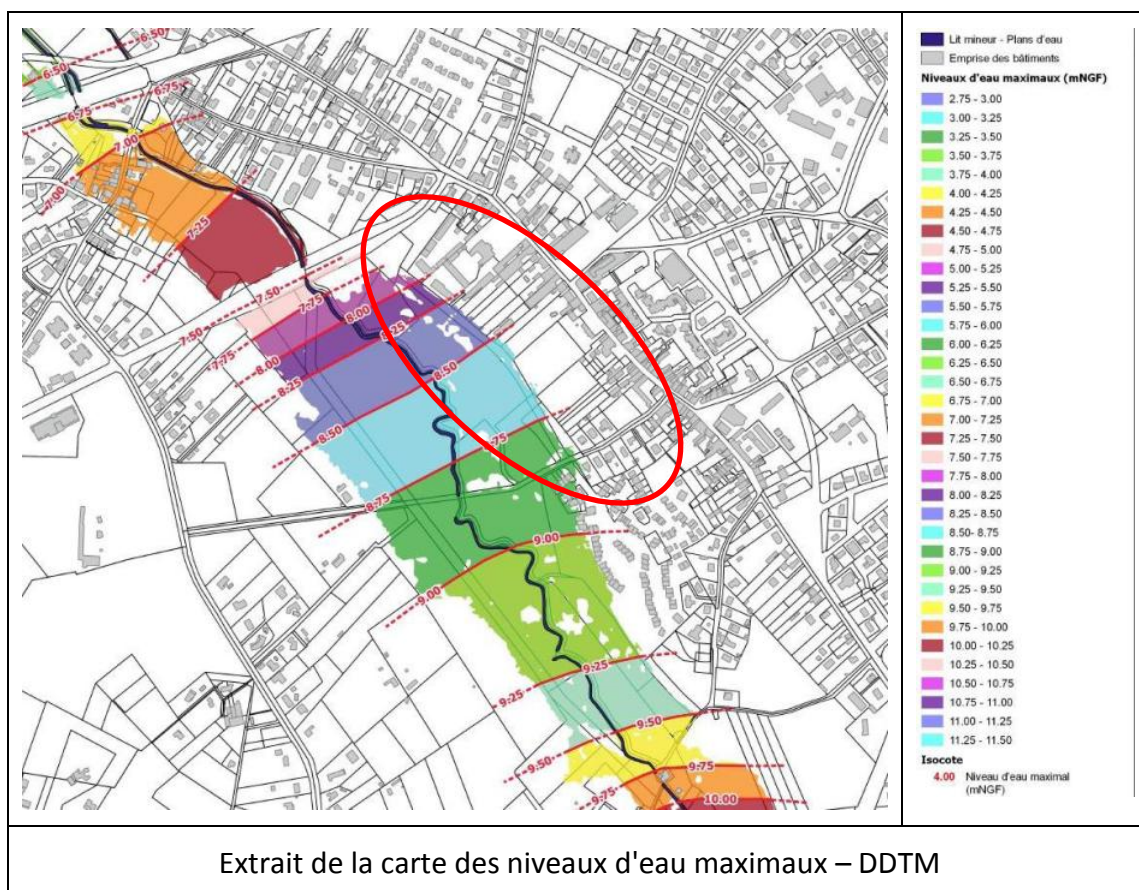 6.50
6.50
6.75
6.75
7.00
7.00
7.25
7.50
7.75
7.50
8.00
7.75
8.25
8.00
8.50
8.25
8.50
75
8.75
9.00
9.00
9.25
9.25
9.50
9.50
9.75
9.75
10.00
Lit mineur - Plans d'eau
Emprise des bâtiments
Niveaux d'eau maximaux (mNGF)
2.75 - 3.00
3.00 - 3.25
3.25 - 3.50
3.50 - 3.75
3.75 - 4.00
4.00 - 4.25
4.25 - 4.50
4.50 - 4.75
4.75 - 5.00
5.00 - 5.25
5.25 - 5.50
5.50 - 5.75
5.75 - 6.00
6.00 - 6.25
6.25 - 6.50
6.50 - 6.75
6.75 - 7.00
7.00 - 7.25
7.25 - 7.50
7.50 - 7.75
7.75 - 8.00
8.00 - 8.25
8.25 - 8.50
8.50- 8.75
8.75 - 9.00
9.00 - 9.25
9.25 - 9.50
9.50 - 9.75
9.75 - 10.00
10.00 - 10.25
10.25 - 10.50
10.50 - 10.75
10.75 - 11.00
11.00 - 11.25
11.25 - 11.50
Isocote
4.00 Niveau d'eau maximal
(mNGF)
Extrait de la carte des niveaux d'eau maximaux – DDTM